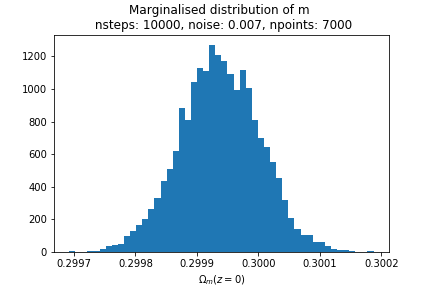 Marginalised distribution of m
nsteps: 10000, noise: 0.007, npoints: 7000
1200
1000
800
600
400
200
0
0.2997 0.2998 0.2999 0.3000 0.3001 0.3002
Ωm(z = 0)